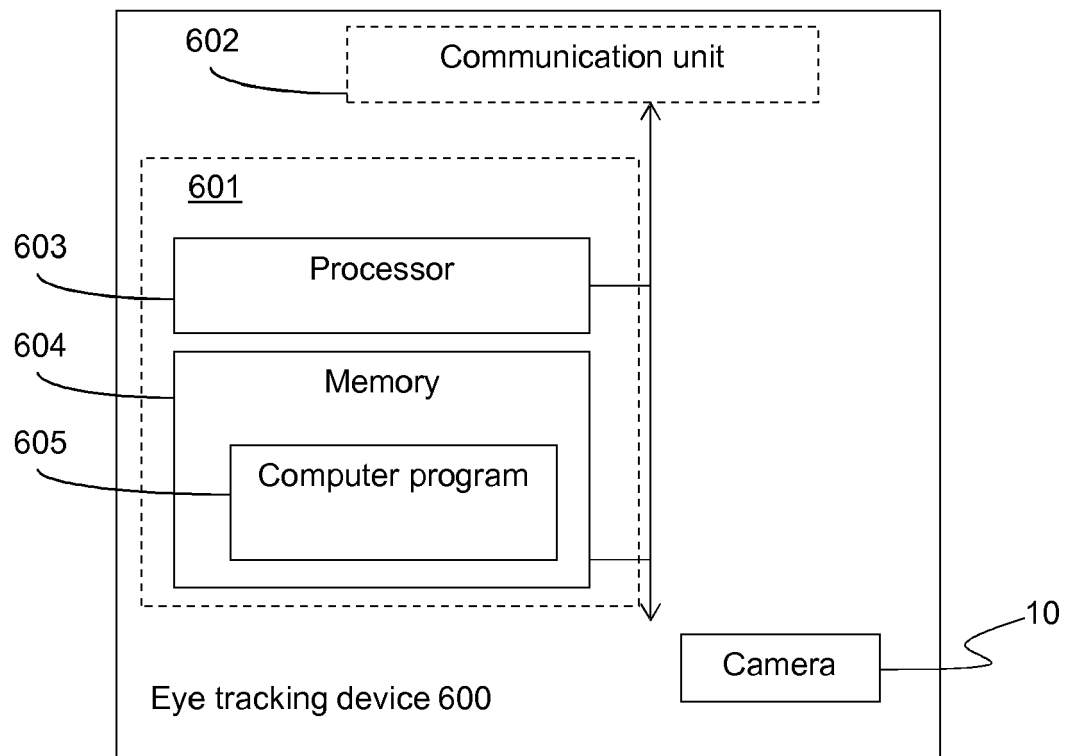 602
Communication unit
601
603
Processor
604
Memory
605
Computer program
10
Camera
Eye tracking device 600